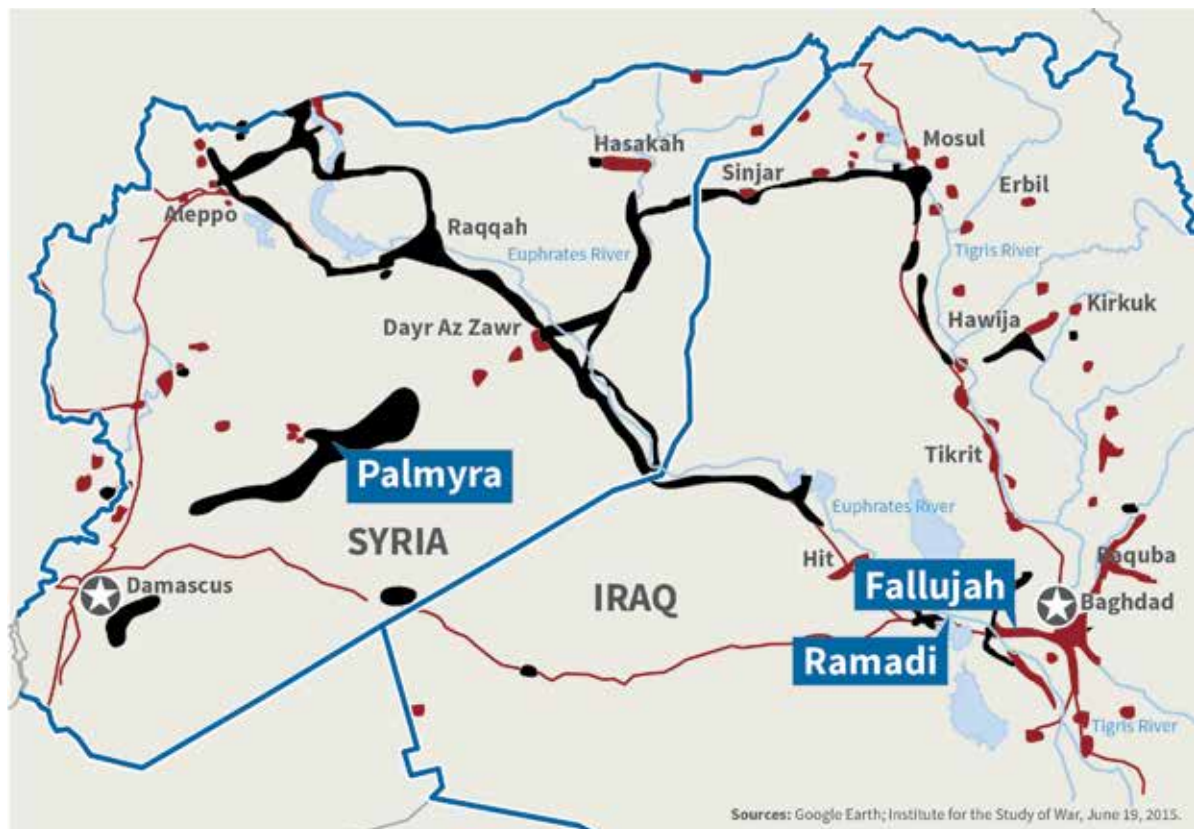 Hasakah
Mosul
Sinjar
Erbil
Aleppo
Raqqah
Euphrates River
Tigris River
Dayr Az Zawr
Hawija
Kirkuk
Palmyra
Tikrit
Euphrates River
SYRIA
Hit
Baquba
Damascus
IRAQ
Fallujah
Baghdad
Ramadi
Tigris River
Sources: Google Earth; Institute for the Study of War, June 19, 2015.